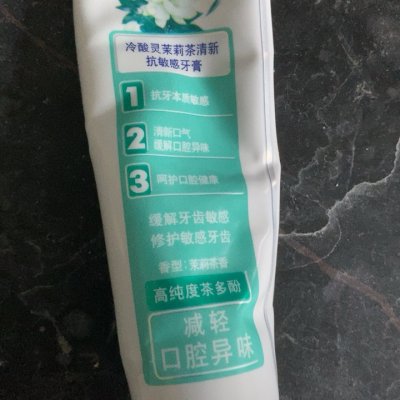 冷酸灵茉莉茶清新
抗敏感牙膏
1 抗牙本质敏感
2 清新口气
缓解口腔异味
3 呵护口腔健康
缓解牙齿敏感
修护敏感牙齿
香型:茉莉茶香
高纯度茶多酚
减轻
口腔异味